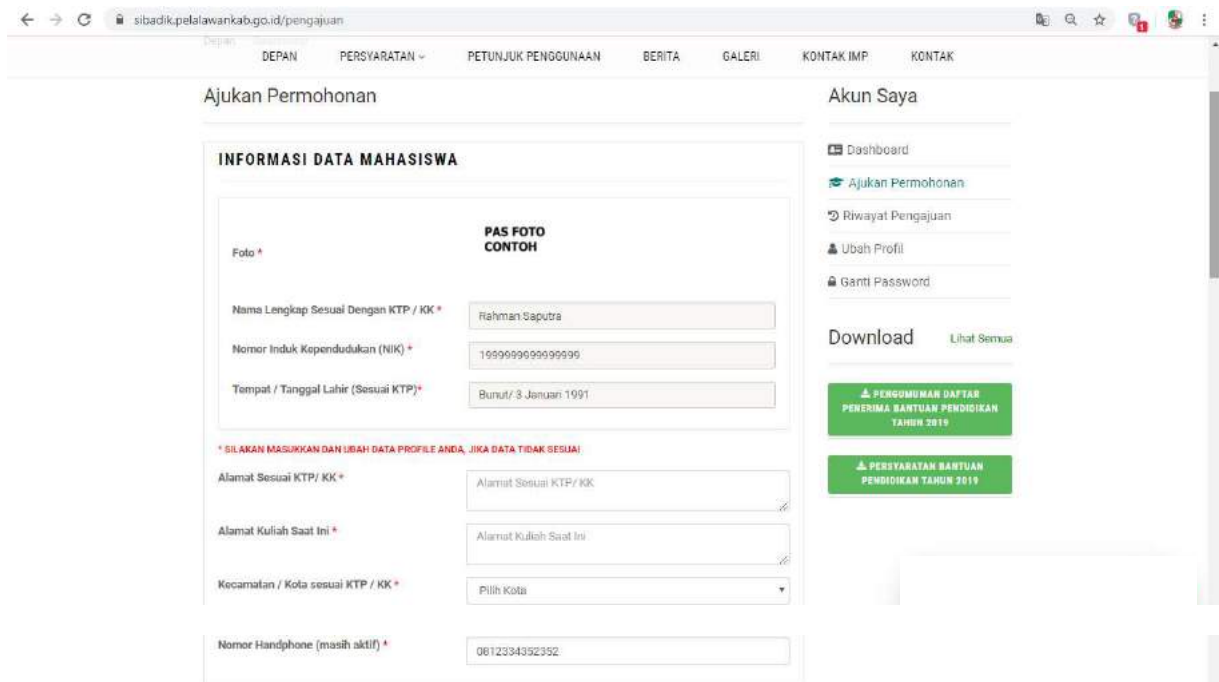 sibadik.pelalawankab.go.id/pengajuan
Depan
DEPAN PERSYARATAN PETUNJUK PENGGUNAAN BERITA GALERI KONTAK IMP KONTAK
Ajukan Permohonan
INFORMASI DATA MAHASISWA
Foto *
PAS FOTO
CONTOH
Nama Lengkap Sesuai Dengan KTP / KK * Rahman Saputra
Nomor Induk Kependudukan (NIK) * 1999999999999999
Tempat / Tanggal Lahir (Sesuai KTP)* Bunut/ 3 Januari 1991
* SILAKAN MASUKKAN DAN UBAH DATA PROFILE ANDA, JIKA DATA TIDAK SESUAI
Alamat Sesuai KTP/ KK * Alamat Sesuai KTP/ KK
Alamat Kuliah Saat Ini * Alamat Kuliah Saat Ini
Kecamatan / Kota sesuai KTP / KK * Pilih Kota
Nomor Handphone (masih aktif) * 0812334352352
Akun Saya
Dashboard
Ajukan Permohonan
Riwayat Pengajuan
Ubah Profil
Ganti Password
Download Lihat Semua
PENGUMUMAN DAFTAR
PENERIMA BANTUAN PENDIDIKAN
TAHUN 2019
PERSYARATAN BANTUAN
PENDIDIKAN TAHUN 2019
1